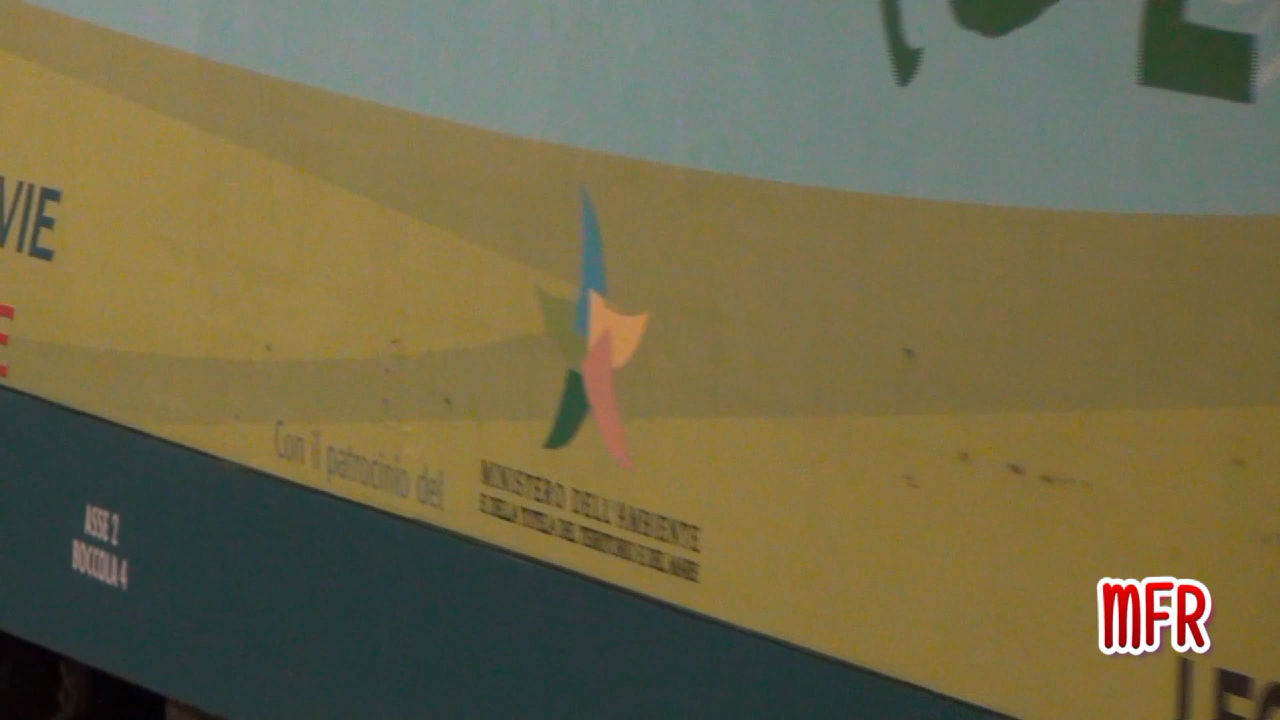 VIE
E
Con il patrocinio del
MINISTERO DELL'AMBIENTE
E DELLA TUTELA DEL TERRITORIO E DEL MARE
ASSE 2
BOCCOLA 4
MFR